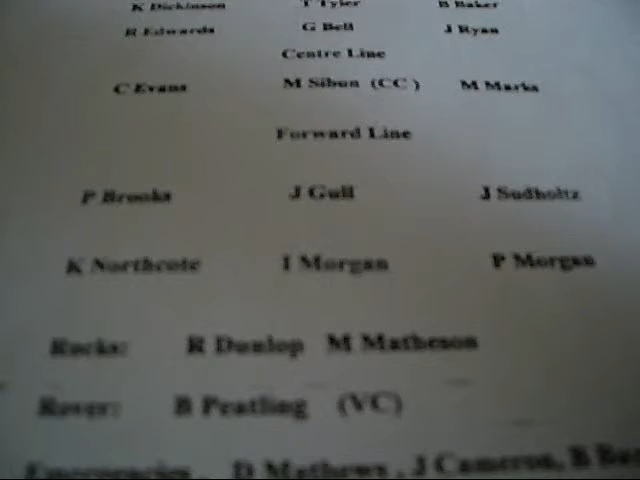 K Dickinson T Tyler B Baker
R Edwards G Bell J Ryan
Centre Line
C Evans M Sibun (CC) M Marks
Forward Line
P Brooks J Gull J Sudholtz
K Northcote I Morgan P Morgan
Rucks: R Dunlop M Matheson
Rover: B Peatling (VC)
Emergencies D Mathews, J Cameron, B